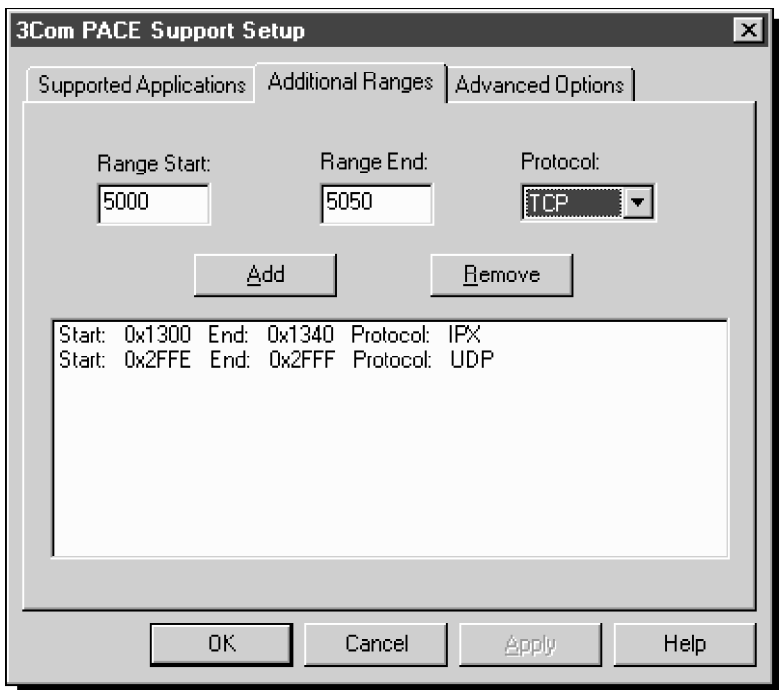 3Com PACE Support Setup
Supported Applications Additional Ranges Advanced Options
Range Start: Range End: Protocol:
5000 5050 TCP
Add Remove
Start: 0x1300 End: 0x1340 Protocol: IPX
Start: 0x2FFE End: 0x2FFF Protocol: UDP
OK Cancel Apply Help